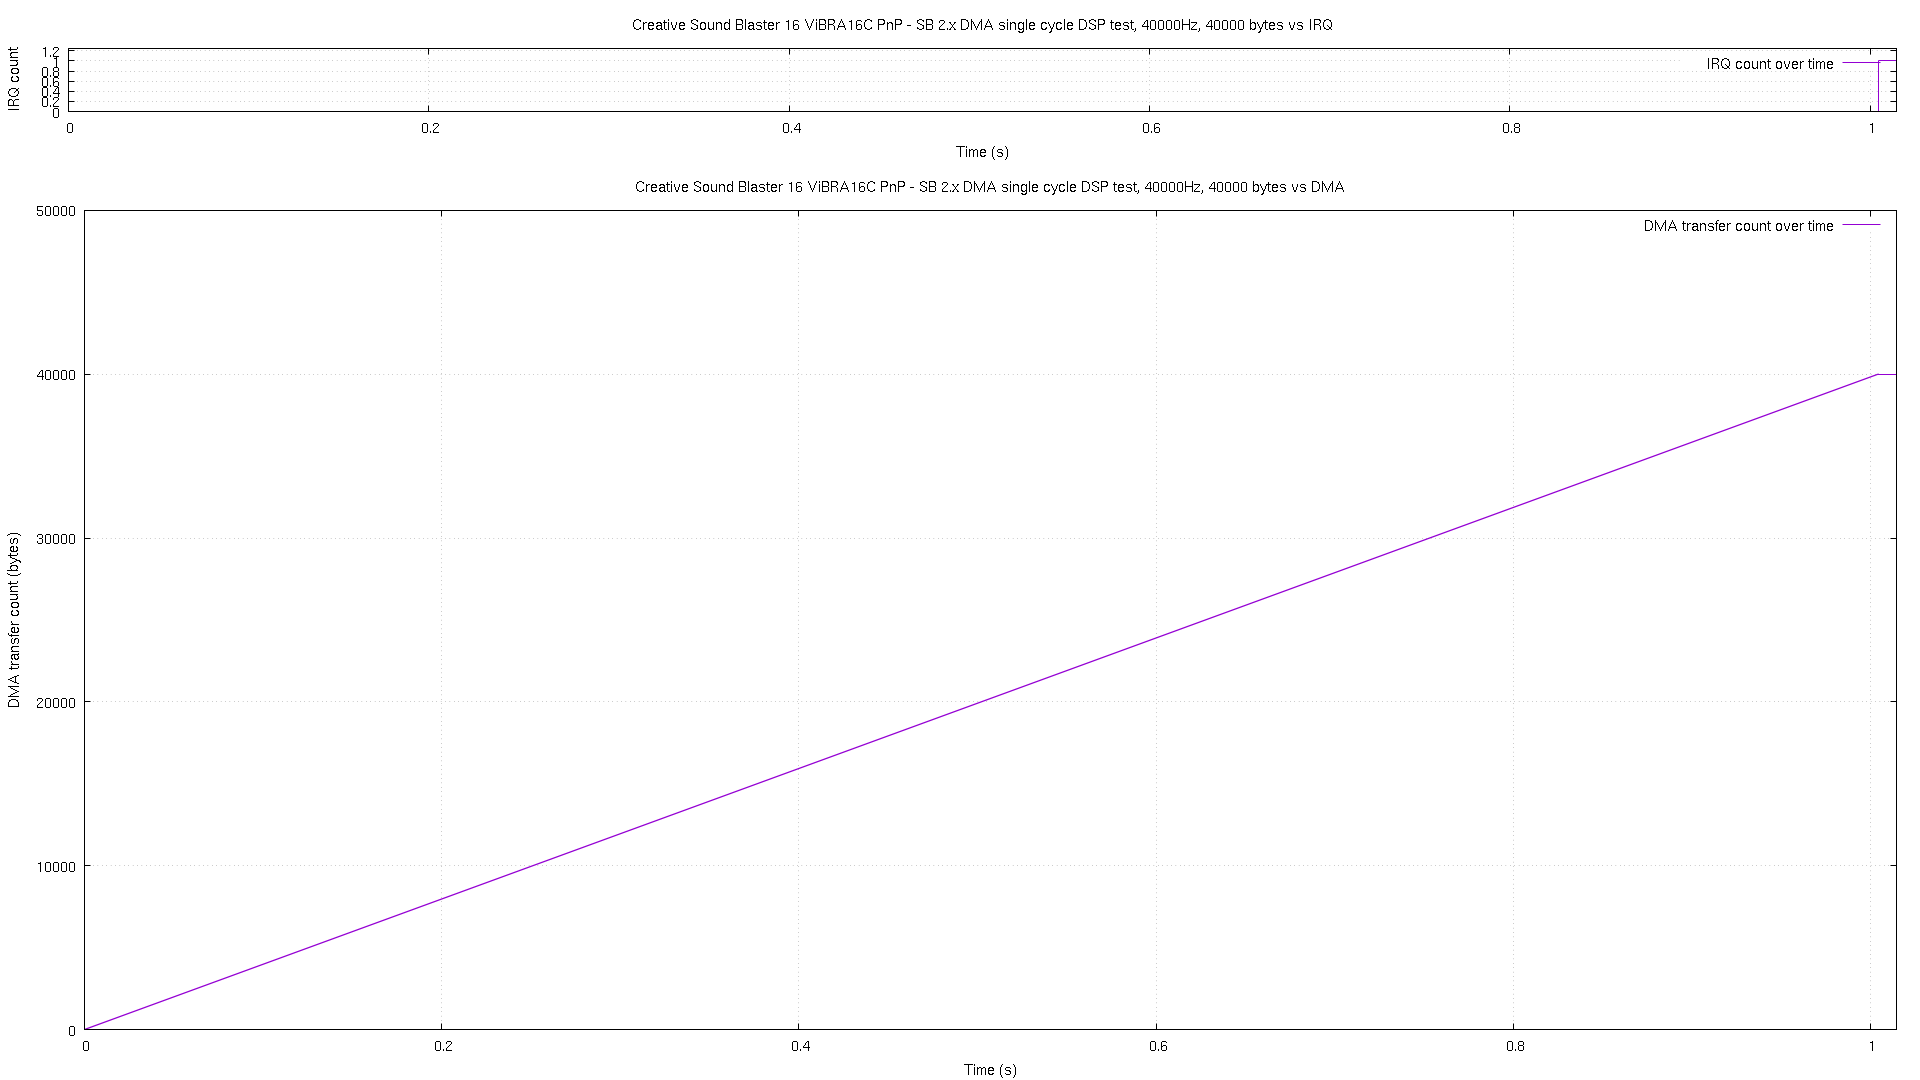 Creative Sound Blaster 16 ViBRA16C PnP - SB 2.x DMA single cycle DSP test, 40000Hz, 40000 bytes vs IRQ
IRQ count
1.2
1
0.8
0.6
0.4
0.2
0
IRQ count over time
0 0.2 0.4 0.6 0.8 1
Time (s)
Creative Sound Blaster 16 ViBRA16C PnP - SB 2.x DMA single cycle DSP test, 40000Hz, 40000 bytes vs DMA
DMA transfer count (bytes)
50000
DMA transfer count over time
40000
30000
20000
10000
0
0 0.2 0.4 0.6 0.8 1
Time (s)